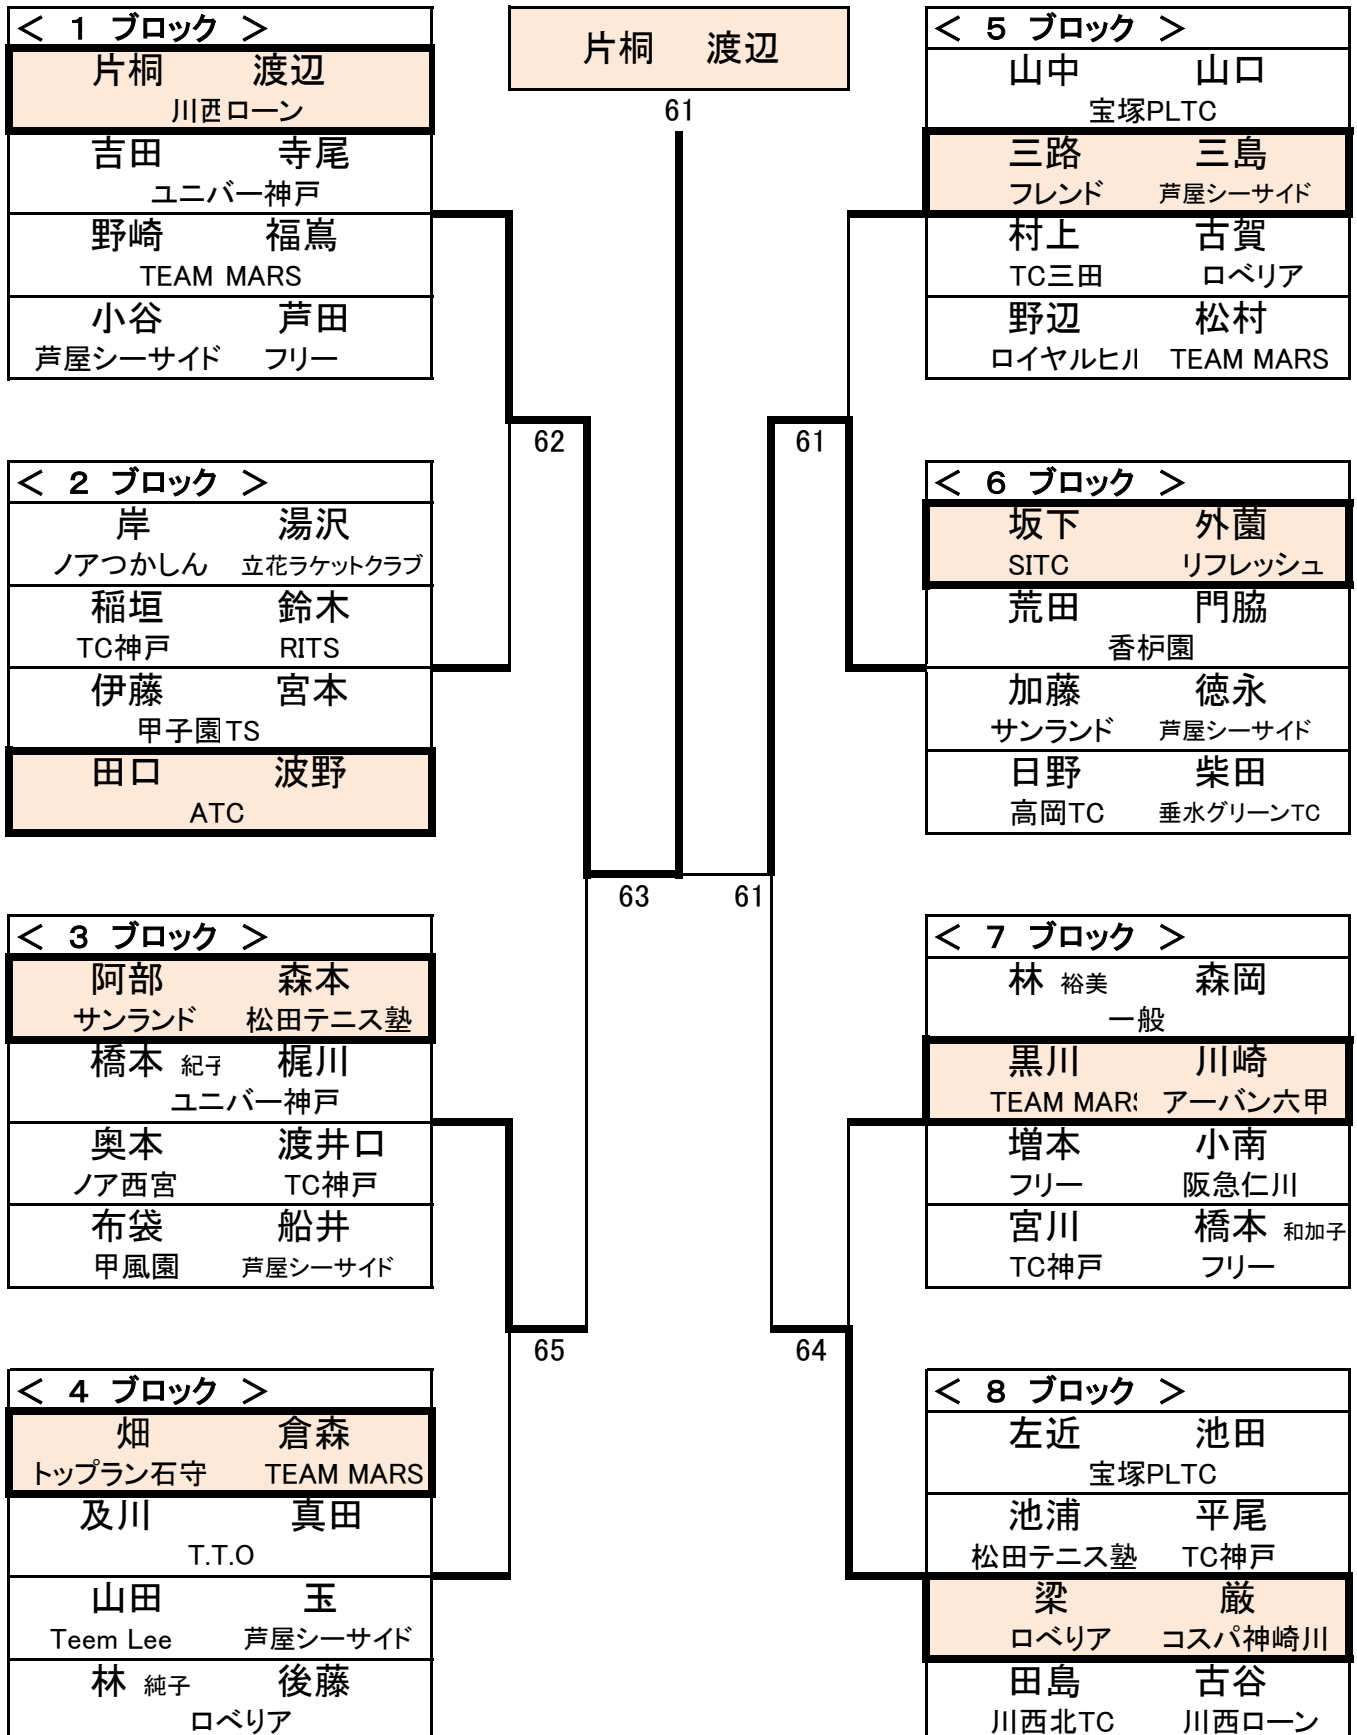 ＜ 1 ブロック ＞
片桐 渡辺
川西ローン
吉田 寺尾
ユニバー神戸
野崎 福嶌
TEAM MARS
小谷 芦田
芦屋シーサイド フリー
＜ 2 ブロック ＞
岸 湯沢
ノアつかしん 立花ラケットクラブ
稲垣 鈴木
TC神戸 RITS
伊藤 宮本
甲子園TS
田口 波野
ATC
＜ 3 ブロック ＞
阿部 森本
サンランド 松田テニス塾
橋本 紀子 梶川
ユニバー神戸
奥本 渡井口
ノア西宮 TC神戸
布袋 船井
甲風園 芦屋シーサイド
＜ 4 ブロック ＞
畑 倉森
トップラン石守 TEAM MARS
及川 真田
T.T.O
山田 玉
Teem Lee 芦屋シーサイド
林 純子 後藤
ロベリア
片桐 渡辺
61
62
61
63
61
65
64
＜ 5 ブロック ＞
山中 山口
宝塚PLTC
三路 三島
フレンド 芦屋シーサイド
村上 古賀
TC三田 ロベリア
野辺 松村
ロイヤルヒル TEAM MARS
＜ 6 ブロック ＞
坂下 外薗
SITC リフレッシュ
荒田 門脇
香枦園
加藤 徳永
サンランド 芦屋シーサイド
日野 柴田
高岡TC 垂水グリーンTC
＜ 7 ブロック ＞
林 裕美 森岡
一般
黒川 川崎
TEAM MARS アーバン六甲
増本 小南
フリー 阪急仁川
宮川 橋本 和加子
TC神戸 フリー
＜ 8 ブロック ＞
左近 池田
宝塚PLTC
池浦 平尾
松田テニス塾 TC神戸
梁 厳
ロベリア コスパ神崎川
田島 古谷
川西北TC 川西ローン